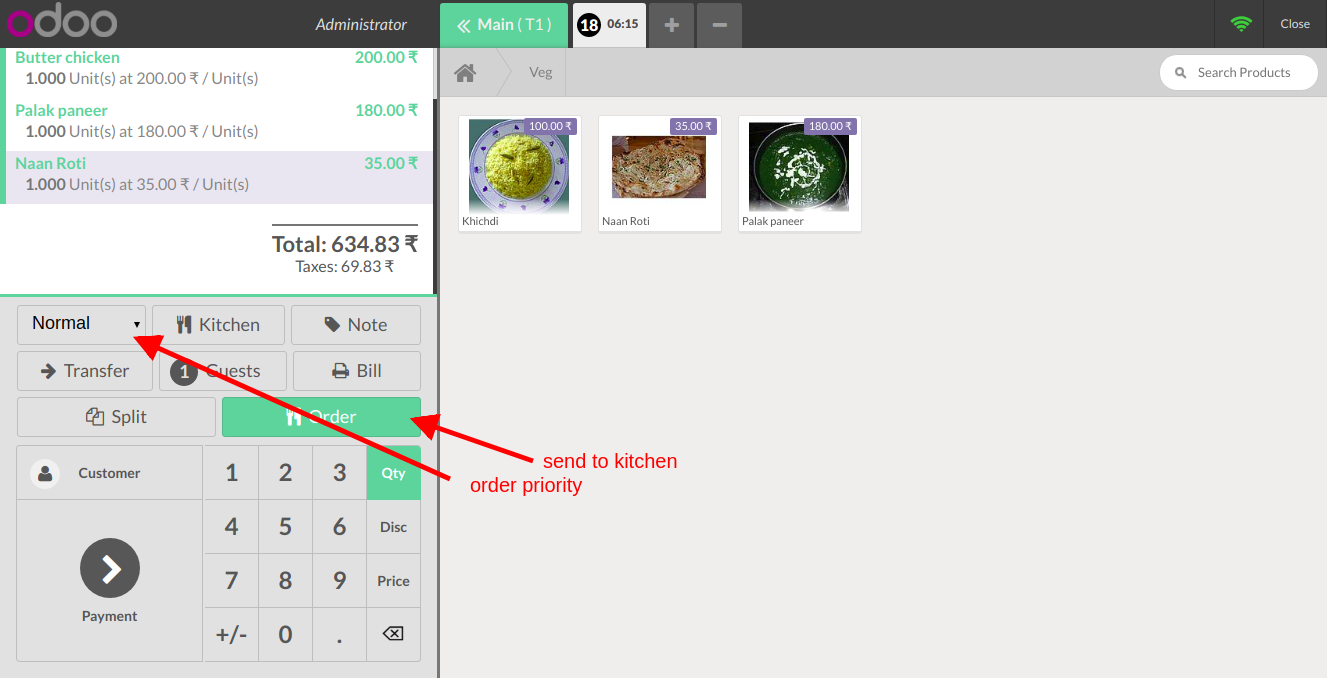 odoo
Administrator
Main ( T1 )
18 06:15
+
−
Close
Butter chicken 200.00 ₹
1.000 Unit(s) at 200.00 ₹ / Unit(s)
Palak paneer 180.00 ₹
1.000 Unit(s) at 180.00 ₹ / Unit(s)
Naan Roti 35.00 ₹
1.000 Unit(s) at 35.00 ₹ / Unit(s)
Total: 634.83 ₹
Taxes: 69.83 ₹
Veg
Search Products
100.00 ₹
Khichdi
35.00 ₹
Naan Roti
180.00 ₹
Palak paneer
Normal
Kitchen
Note
Transfer
1 Guests
Bill
Split
Order
send to kitchen
order priority
Customer
Payment
1 2 3 Qty
4 5 6 Disc
7 8 9 Price
+/- 0 .